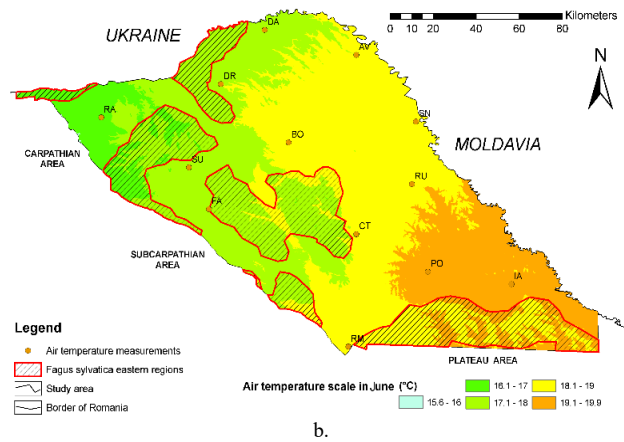 UKRAINE
DA
0 10 20 40 60 80 Kilometers
AV
N
DR
RA
SN
BO
MOLDAVIA
CARPATHIAN
AREA
SU
RU
FA
CT
SUBCARPATHIAN
AREA
PO
IA
RM
PLATEAU AREA
Legend
Air temperature measurements
Fagus sylvatica eastern regions
Study area
Border of Romania
Air temperature scale in June (°C)
15.6 - 16
16.1 - 17
17.1 - 18
18.1 - 19
19.1 - 19.9
b.